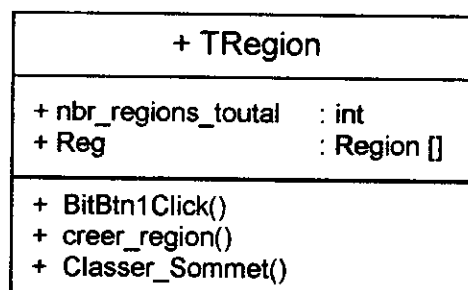 + TRegion
+ nbr_regions_toutal : int
+ Reg : Region []
+ BitBtn1Click()
+ creer_region()
+ Classer_Sommet()